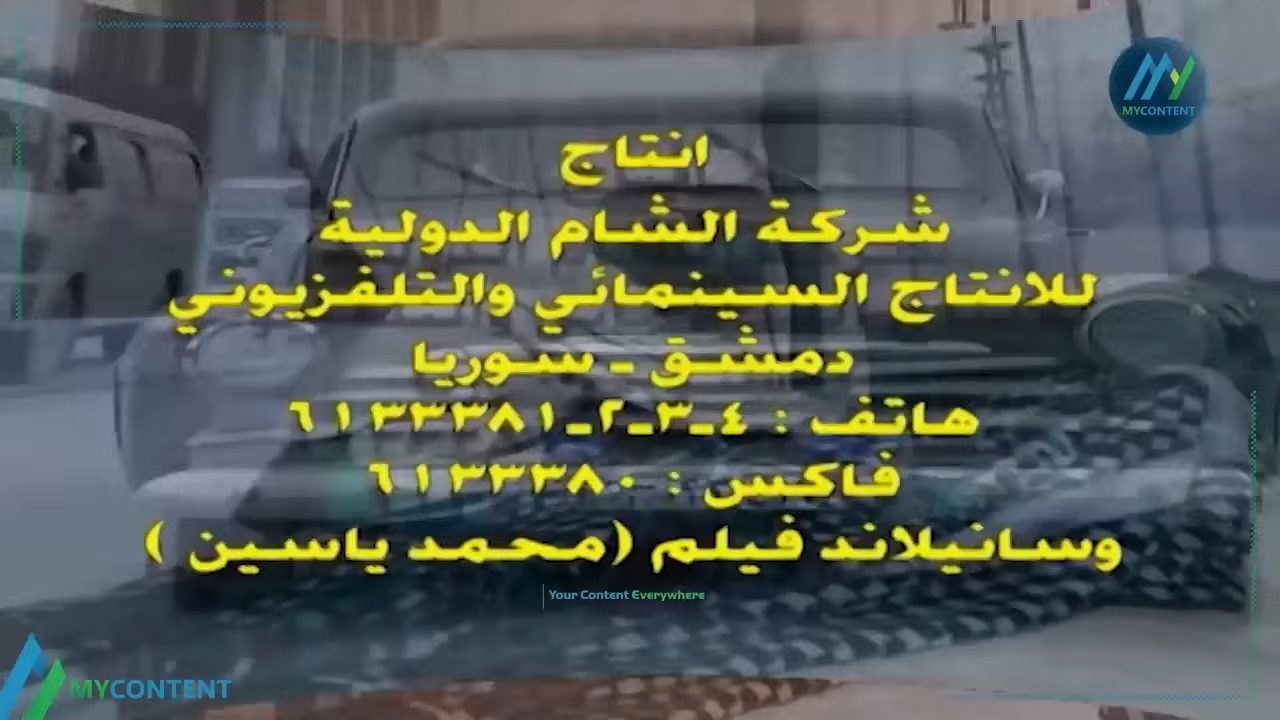 MY
MYCONTENT
انتاج
شركة الشام الدولية
للانتاج السينمائي والتلفزيوني
دمشق - سوريا
هاتف : ٤-٣-٢-٦١٣٣٣٨١
فاكس : ٦١٣٣٣٨٠
وسانيلاند فيلم (محمد ياسين )
Your Content Everywhere
MYCONTENT